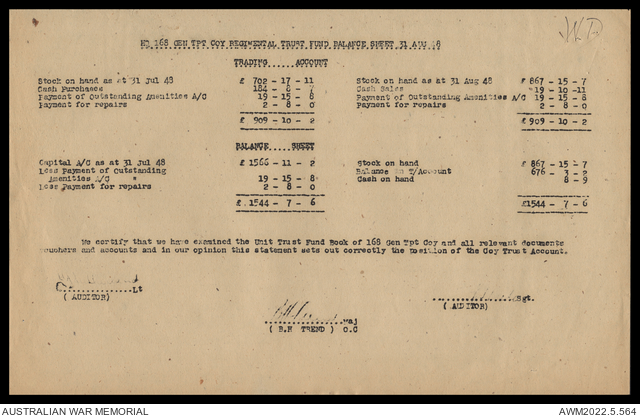 W.D.
HQ 168 GEN TPT COY REGIMENTAL TRUST FUND BALANCE SHEET 31 AUG 48
TRADING ACCOUNT
Stock on hand as at 31 Jul 48 £ 702 - 17 - 11 Stock on hand as at 31 Aug 48 £ 867 - 15 - 7
Cash Purchases 184 - 8 - 7 Cash Sales 19 - 10 - 11
Payment of Outstanding Amenities A/C 19 - 15 - 8 Payment of Outstanding Amenities A/C 19 - 15 - 8
Payment for repairs 2 - 8 - 0 Payment for repairs 2 - 8 - 0
£ 909 - 10 - 2 £ 909 - 10 - 2
BALANCE SHEET
Capital A/C as at 31 Jul 48 £ 1566 - 11 - 2 Stock on hand £ 867 - 15 - 7
Less Payment of Outstanding Balance T/Account 676 - 3 - 2
Amenities A/C " 19 - 15 - 8 Cash on hand 8 - 9
Less Payment for repairs 2 - 8 - 0
£ 1544 - 7 - 6 £1544 - 7 - 6
We certify that we have examined the Unit Trust Fund Book of 168 Gen Tpt Coy and all relevant documents
vouchers and accounts and in our opinion this statement sets out correctly the position of the Coy Trust Account.
Lt Sgt.
(AUDITOR) (AUDITOR)
Maj
( B.H TREND ) O.C
AUSTRALIAN WAR MEMORIAL AWM2022.5.564